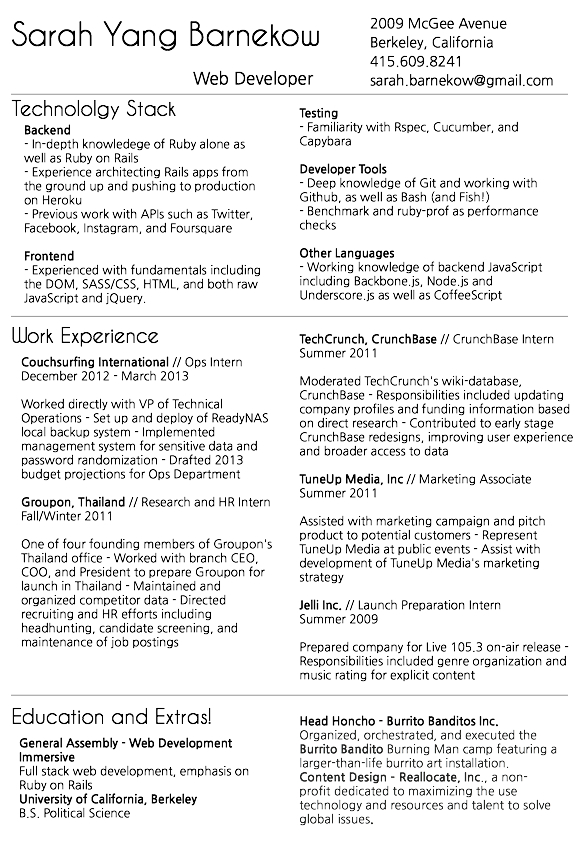 Sarah Yang Barnekow
Web Developer
2009 McGee Avenue
Berkeley, California
415.609.8241
sarah.barnekow@gmail.com
Technololgy Stack
Backend
- In-depth knowledege of Ruby alone as
well as Ruby on Rails
- Experience architecting Rails apps from
the ground up and pushing to production
on Heroku
- Previous work with APIs such as Twitter,
Facebook, Instagram, and Foursquare
Frontend
- Experienced with fundamentals including
the DOM, SASS/CSS, HTML, and both raw
JavaScript and jQuery.
Testing
- Familiarity with Rspec, Cucumber, and
Capybara
Developer Tools
- Deep knowledge of Git and working with
Github, as well as Bash (and Fish!)
- Benchmark and ruby-prof as performance
checks
Other Languages
- Working knowledge of backend JavaScript
including Backbone.js, Node.js and
Underscore.js as well as CoffeeScript
Work Experience
Couchsurfing International // Ops Intern
December 2012 - March 2013
Worked directly with VP of Technical
Operations - Set up and deploy of ReadyNAS
local backup system - Implemented
management system for sensitive data and
password randomization - Drafted 2013
budget projections for Ops Department
Groupon, Thailand // Research and HR Intern
Fall/Winter 2011
One of four founding members of Groupon's
Thailand office - Worked with branch CEO,
COO, and President to prepare Groupon for
launch in Thailand - Maintained and
organized competitor data - Directed
recruiting and HR efforts including
headhunting, candidate screening, and
maintenance of job postings
TechCrunch, CrunchBase // CrunchBase Intern
Summer 2011
Moderated TechCrunch's wiki-database,
CrunchBase - Responsibilities included updating
company profiles and funding information based
on direct research - Contributed to early stage
CrunchBase redesigns, improving user experience
and broader access to data
TuneUp Media, Inc // Marketing Associate
Summer 2011
Assisted with marketing campaign and pitch
product to potential customers - Represent
TuneUp Media at public events - Assist with
development of TuneUp Media's marketing
strategy
Jelli Inc. // Launch Preparation Intern
Summer 2009
Prepared company for Live 105.3 on-air release -
Responsibilities included genre organization and
music rating for explicit content
Education and Extras!
General Assembly - Web Development
Immersive
Full stack web development, emphasis on
Ruby on Rails
University of California, Berkeley
B.S. Political Science
Head Honcho - Burrito Banditos Inc.
Organized, orchestrated, and executed the
Burrito Bandito Burning Man camp featuring a
larger-than-life burrito art installation.
Content Design - Reallocate, Inc., a non-
profit dedicated to maximizing the use
technology and resources and talent to solve
global issues.